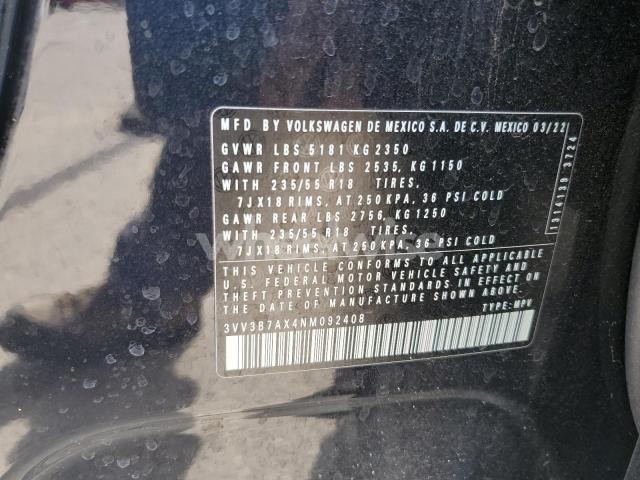 MFD BY VOLKSWAGEN DE MEXICO S.A. DE C.V. MEXICO 03/22
GVWR LBS 5181 KG 2350
GAWR FRONT LBS 2535, KG 1150
WITH 235/55 R18 TIRES,
7JX18 RIMS, AT 250 KPA, 36 PSI COLD
GAWR REAR LBS 2756, KG 1250
WITH 235/55 R18 TIRES,
7JX18 RIMS, AT 250 KPA, 36 PSI COLD
THIS VEHICLE CONFORMS TO ALL APPLICABLE
U.S. FEDERAL MOTOR VEHICLE SAFETY AND
THEFT PREVENTION STANDARDS IN EFFECT ON
THE DATE OF MANUFACTURE SHOWN ABOVE.
TYPE: MPV
3VV3B7AX4NM092408
1314138 3724